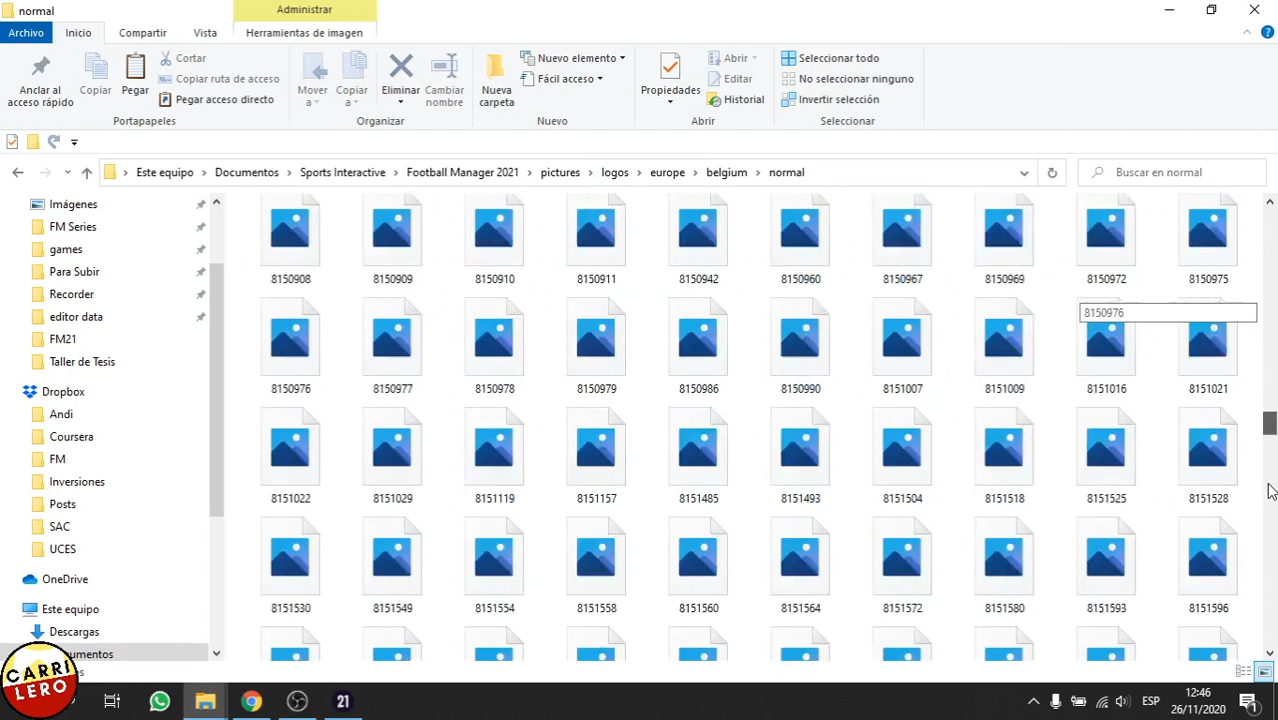 normal
Administrar
Archivo
Inicio
Compartir
Vista
Herramientas de imagen
Anclar al
acceso rápido
Copiar
Pegar
Cortar
Copiar ruta de acceso
Pegar acceso directo
Portapapeles
Mover
a
Copiar
a
Eliminar
Cambiar
nombre
Organizar
Nueva
carpeta
Nuevo elemento
Fácil acceso
Nuevo
Propiedades
Abrir
Editar
Historial
Abrir
Seleccionar todo
No seleccionar ninguno
Invertir selección
Seleccionar
Este equipo > Documentos > Sports Interactive > Football Manager 2021 > pictures > logos > europe > belgium > normal
Buscar en normal
Imágenes
FM Series
games
Para Subir
Recorder
editor data
FM21
Taller de Tesis
Dropbox
Andi
Coursera
FM
Inversiones
Posts
SAC
UCES
OneDrive
Este equipo
Descargas
umentos
8150908 8150909 8150910 8150911 8150942 8150960 8150967 8150969 8150972 8150975
8150976
8150976 8150977 8150978 8150979 8150986 8150990 8151007 8151009 8151016 8151021
8151022 8151029 8151119 8151157 8151485 8151493 8151504 8151518 8151525 8151528
8151530 8151549 8151554 8151558 8151560 8151564 8151572 8151580 8151593 8151596
CARRI
LERO
21
ESP
12:46
26/11/2020
1